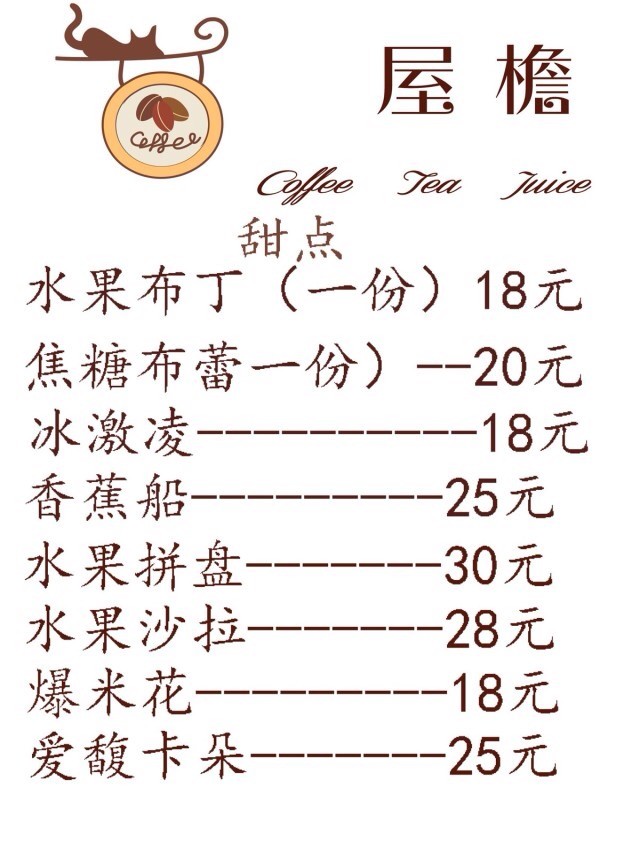 Coffee
屋檐
Coffee Tea Juice
甜点
水果布丁（一份）18元
焦糖布蕾一份）--20元
冰激凌----------18元
香蕉船---------25元
水果拼盘-------30元
水果沙拉-------28元
爆米花---------18元
爱馥卡朵-------25元